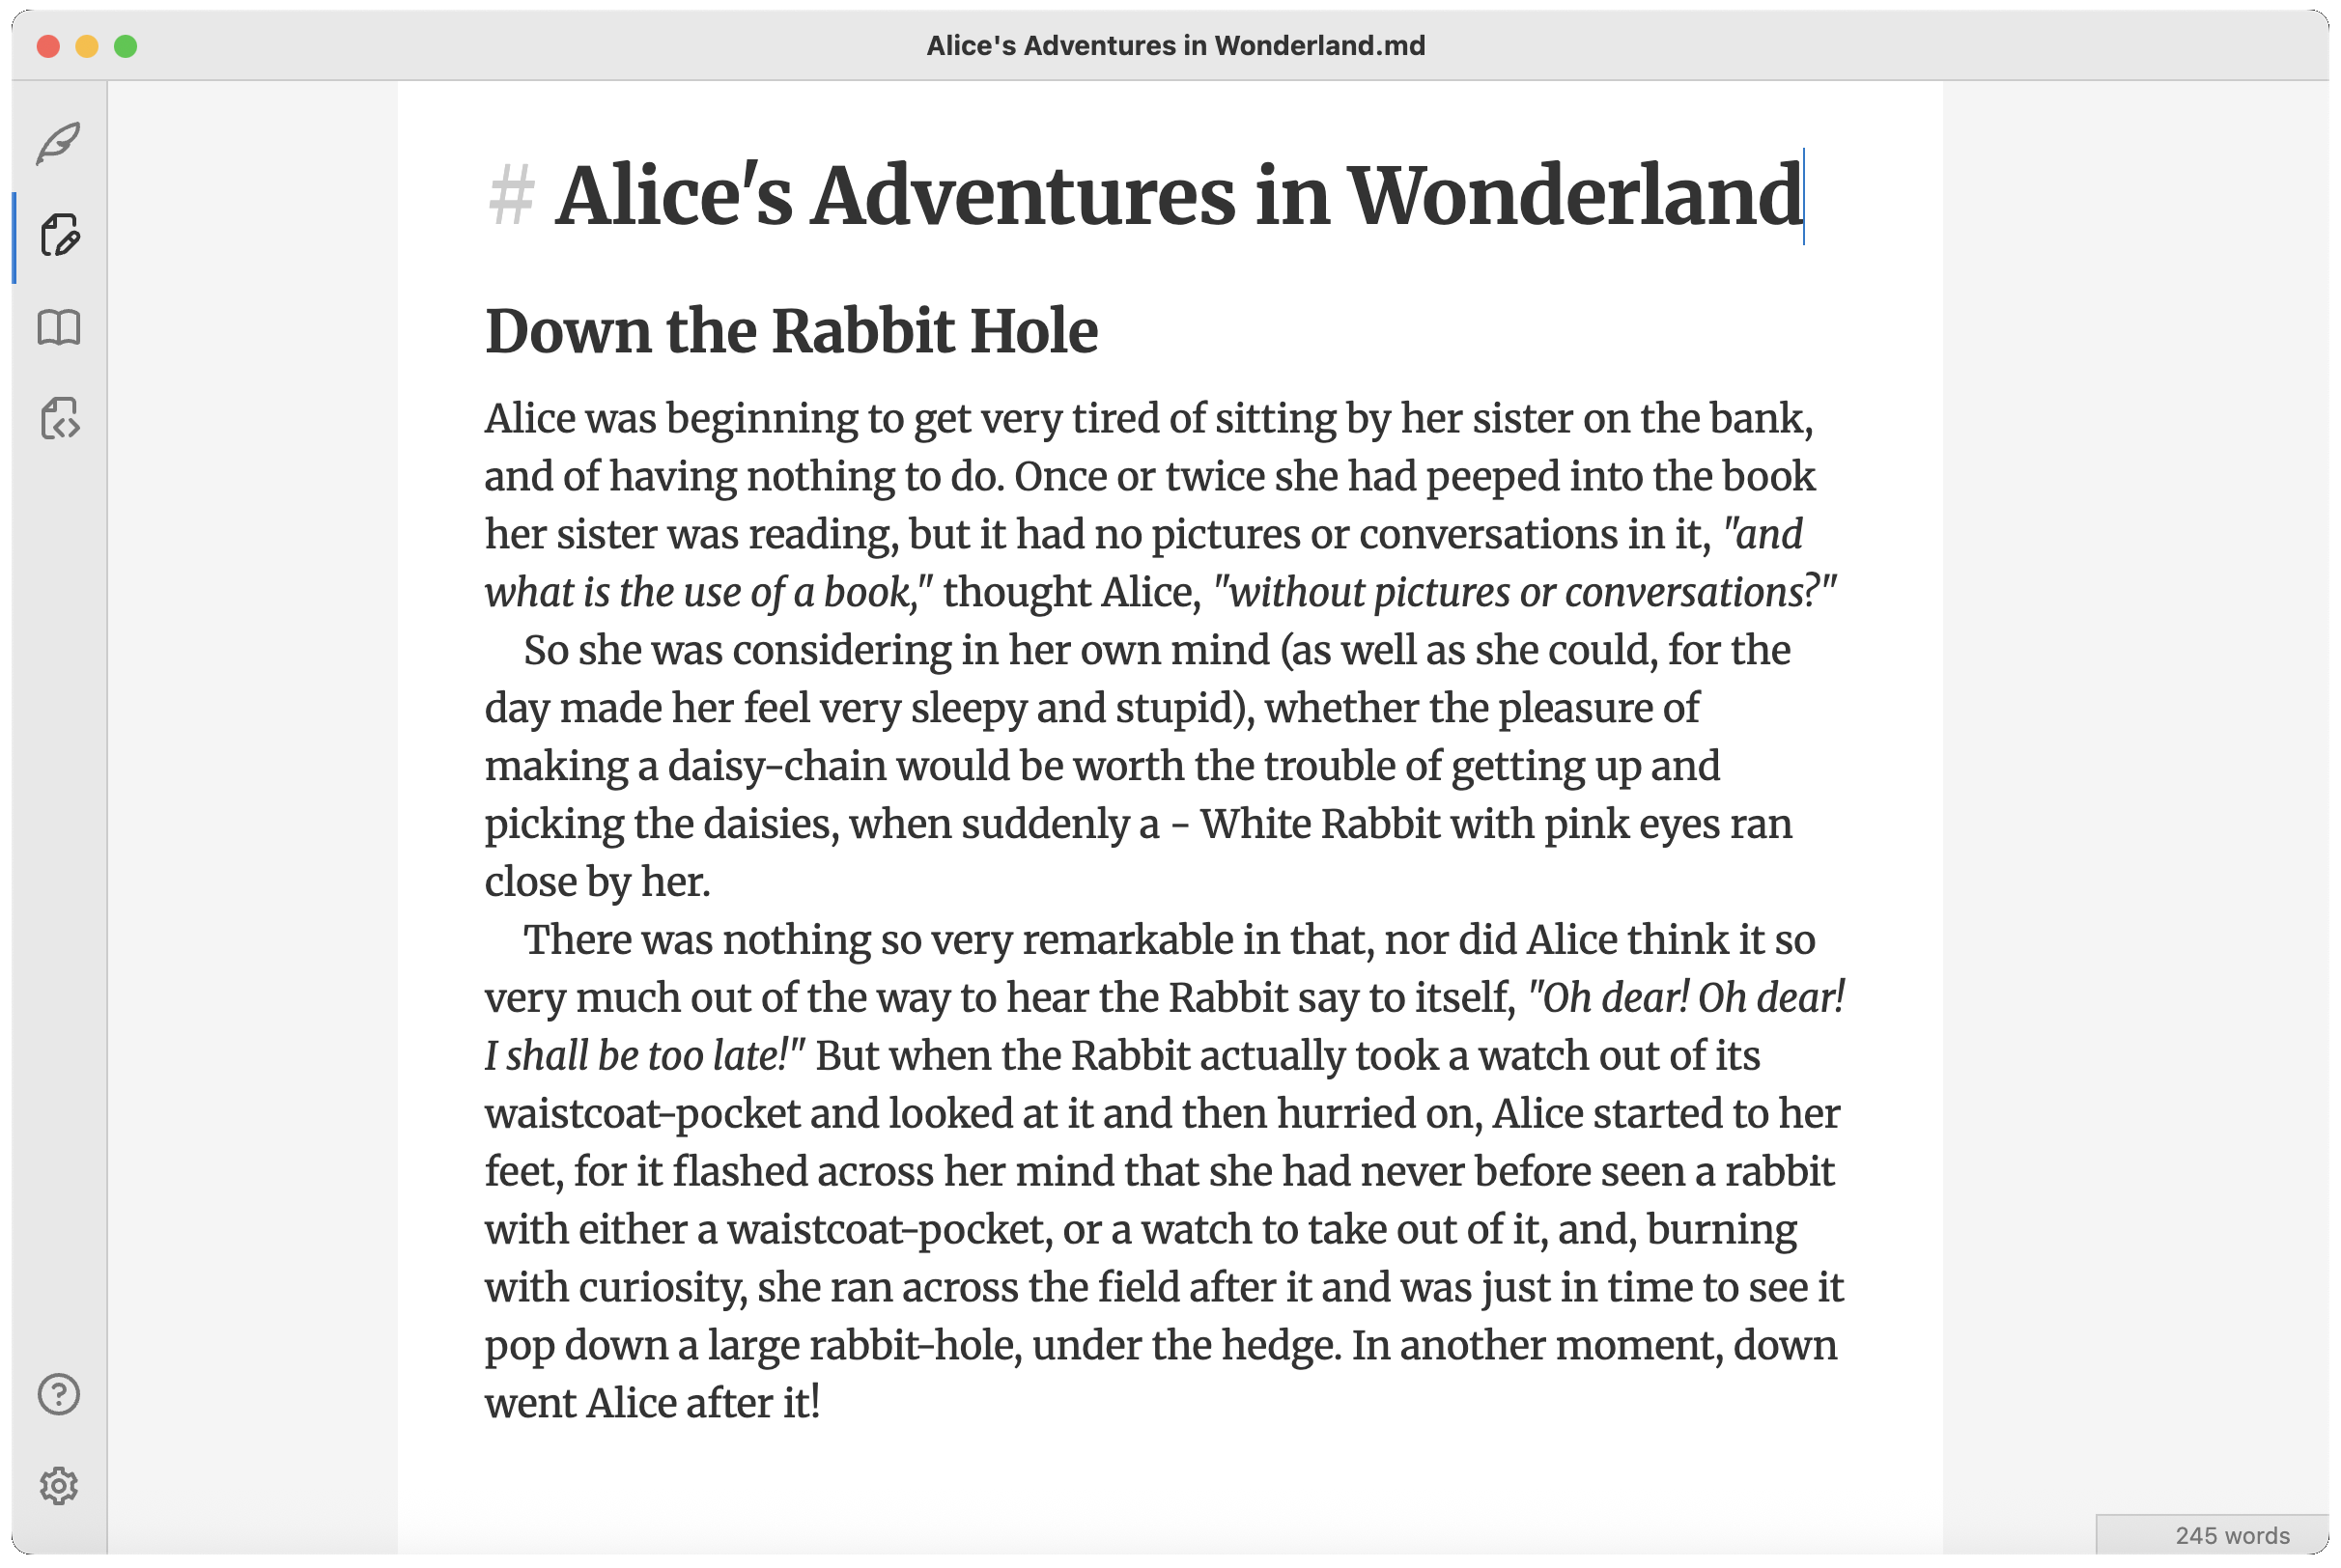 Alice's Adventures in Wonderland.md
# Alice's Adventures in Wonderland
Down the Rabbit Hole
Alice was beginning to get very tired of sitting by her sister on the bank,
and of having nothing to do. Once or twice she had peeped into the book
her sister was reading, but it had no pictures or conversations in it, "and
what is the use of a book," thought Alice, "without pictures or conversations?"
So she was considering in her own mind (as well as she could, for the
day made her feel very sleepy and stupid), whether the pleasure of
making a daisy-chain would be worth the trouble of getting up and
picking the daisies, when suddenly a - White Rabbit with pink eyes ran
close by her.
There was nothing so very remarkable in that, nor did Alice think it so
very much out of the way to hear the Rabbit say to itself, "Oh dear! Oh dear!
I shall be too late!" But when the Rabbit actually took a watch out of its
waistcoat-pocket and looked at it and then hurried on, Alice started to her
feet, for it flashed across her mind that she had never before seen a rabbit
with either a waistcoat-pocket, or a watch to take out of it, and, burning
with curiosity, she ran across the field after it and was just in time to see it
pop down a large rabbit-hole, under the hedge. In another moment, down
went Alice after it!
245 words